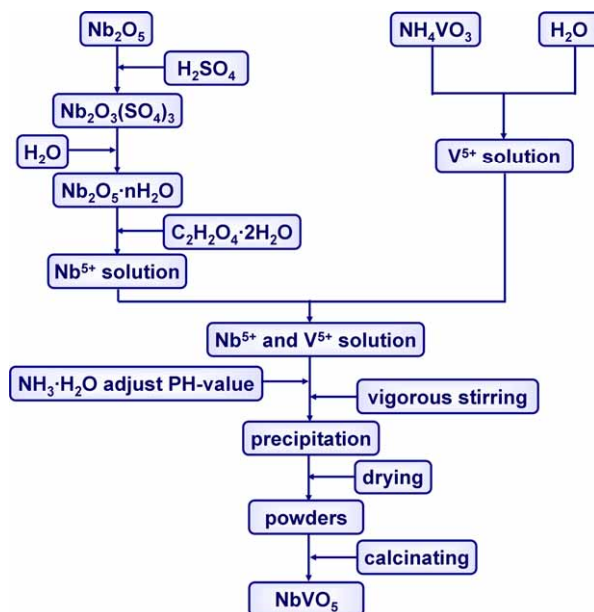 Nb₂O₅
NH₄VO₃
H₂O
H₂SO₄
Nb₂O₃(SO₄)₃
H₂O
V⁵⁺ solution
Nb₂O₅·nH₂O
C₂H₂O₄·2H₂O
Nb⁵⁺ solution
Nb⁵⁺ and V⁵⁺ solution
NH₃·H₂O adjust PH-value
vigorous stirring
precipitation
drying
powders
calcinating
NbVO₅